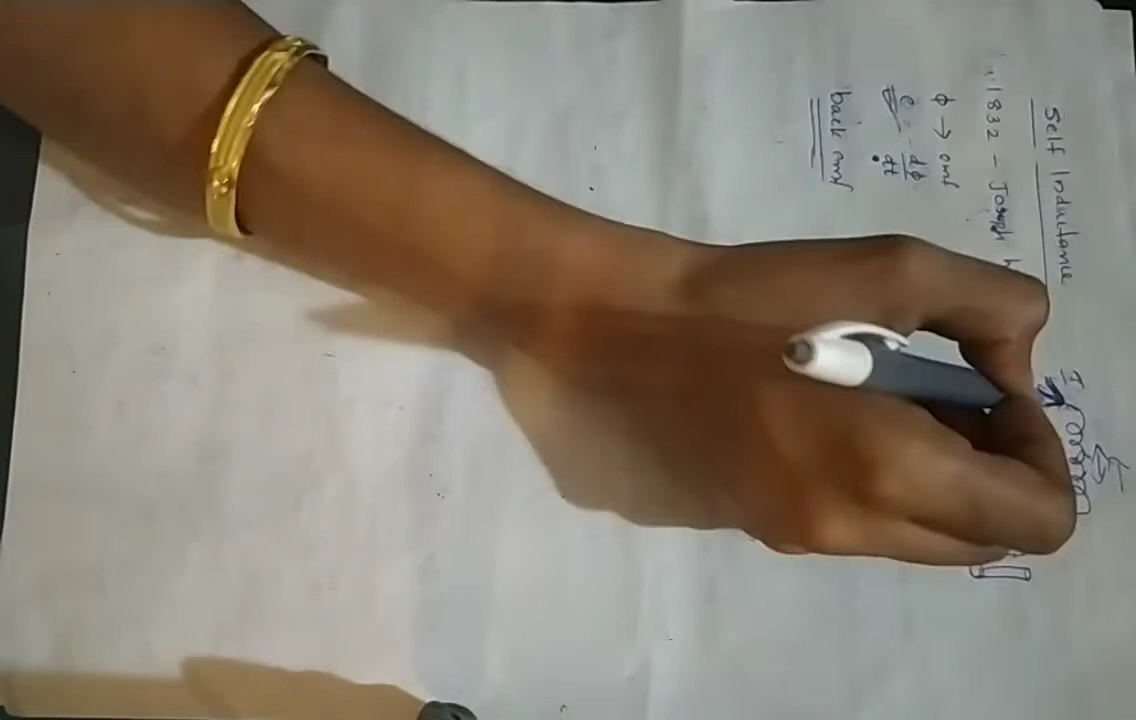 Self Inductance
1832 - Joseph H
ϕ → emf
e = - dϕ/dt
back emf
I